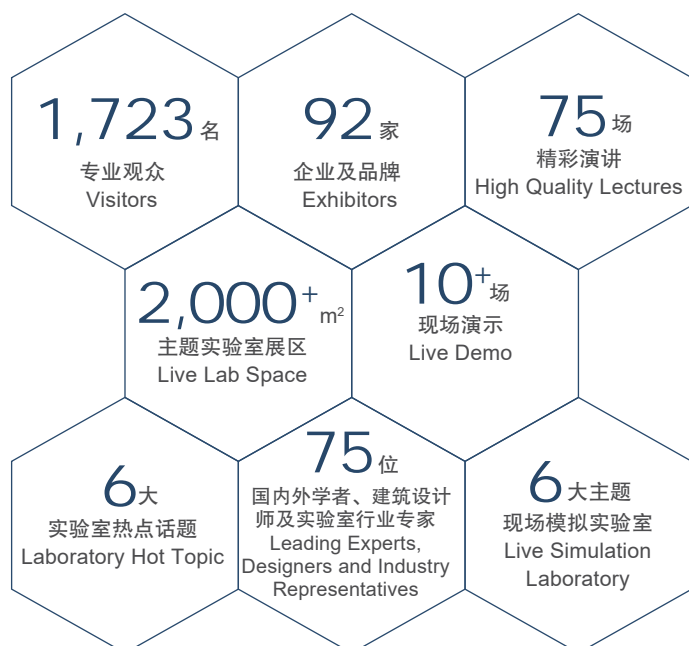 1,723名
专业观众
Visitors
92家
企业及品牌
Exhibitors
75场
精彩演讲
High Quality Lectures
2,000+ m²
主题实验室展区
Live Lab Space
10+场
现场演示
Live Demo
6大
实验室热点话题
Laboratory Hot Topic
75位
国内外学者、建筑设计
师及实验室行业专家
Leading Experts,
Designers and Industry
Representatives
6大主题
现场模拟实验室
Live Simulation
Laboratory